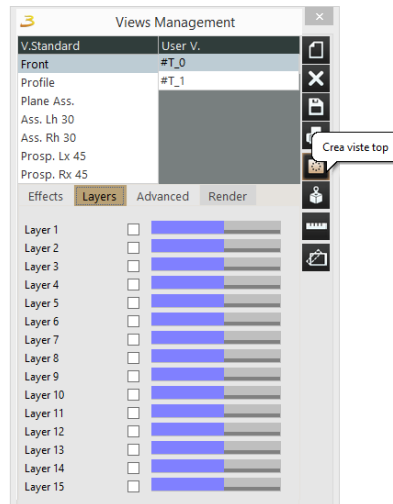 Views Management
V.Standard User V.
Front #T_0
Profile #T_1
Plane Ass.
Ass. Lh 30
Ass. Rh 30
Prosp. Lx 45
Prosp. Rx 45
Crea viste top
Effects Layers Advanced Render
Layer 1
Layer 2
Layer 3
Layer 4
Layer 5
Layer 6
Layer 7
Layer 8
Layer 9
Layer 10
Layer 11
Layer 12
Layer 13
Layer 14
Layer 15